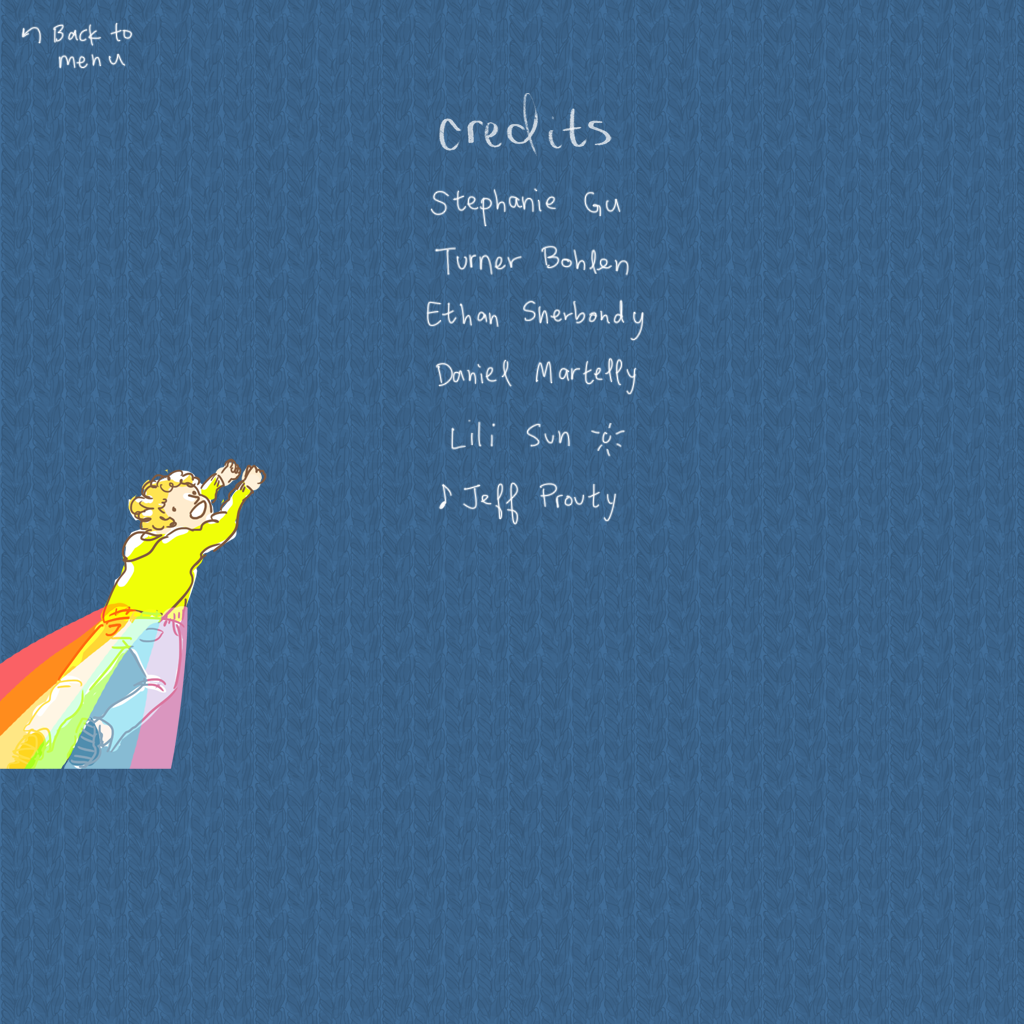 Back to
menu
credits
Stephanie Gu
Turner Bohlen
Ethan Sherbondy
Daniel Martelly
Lili Sun
Jeff Prouty